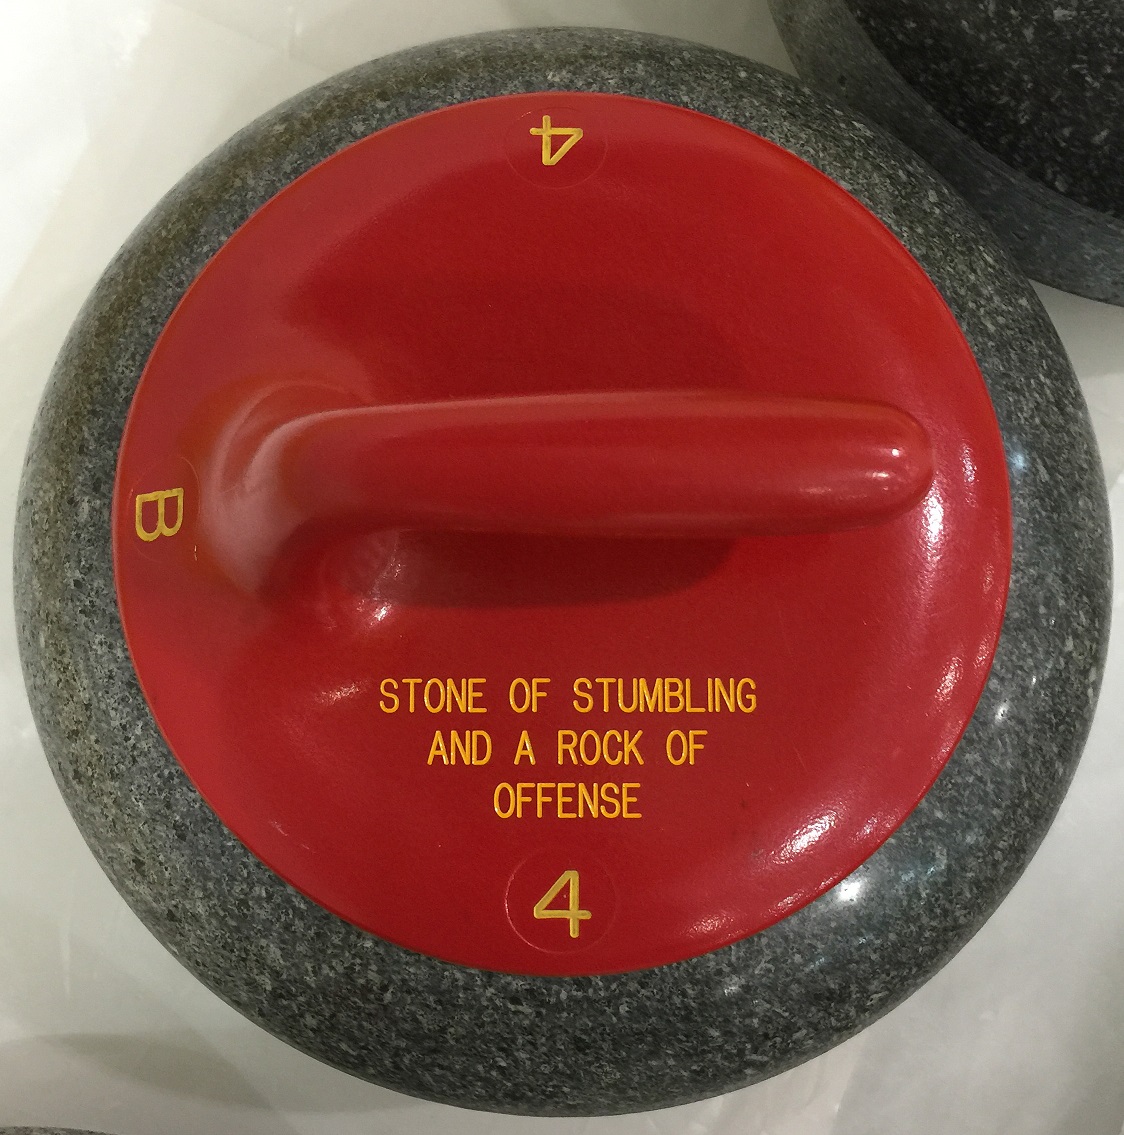 4
B
STONE OF STUMBLING
AND A ROCK OF
OFFENSE
4